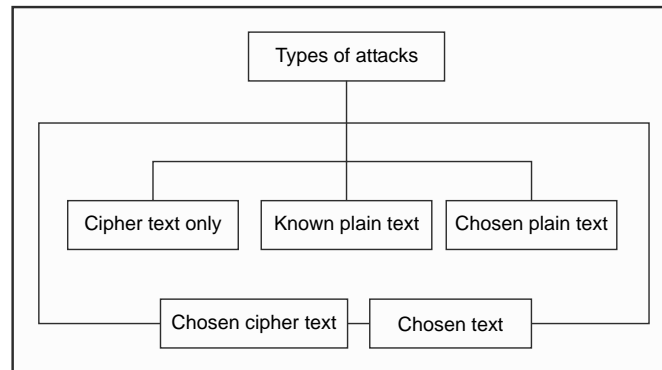 Types of attacks
Cipher text only
Known plain text
Chosen plain text
Chosen cipher text
Chosen text